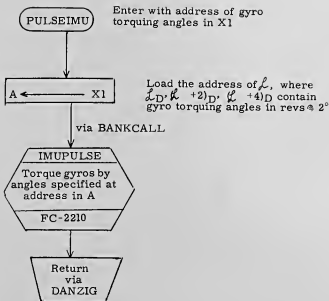 PULSEIMU
Enter with address of gyro
torquing angles in X1
A ← X1
Load the address of ℒ, where
ℒD, (ℒ +2)D, (ℒ +4)D contain
gyro torquing angles in revs @ 2°
via BANKCALL
IMUPULSE
Torque gyros by
angles specified at
address in A
FC-2210
Return
via
DANZIG